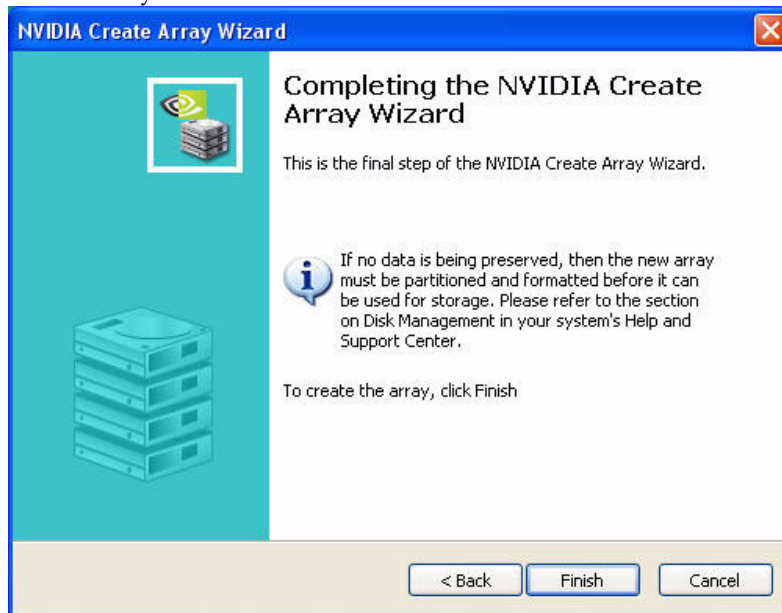 NVIDIA Create Array Wizard
Completing the NVIDIA Create
Array Wizard
This is the final step of the NVIDIA Create Array Wizard.
If no data is being preserved, then the new array
must be partitioned and formatted before it can
be used for storage. Please refer to the section
on Disk Management in your system's Help and
Support Center.
To create the array, click Finish
< Back Finish Cancel